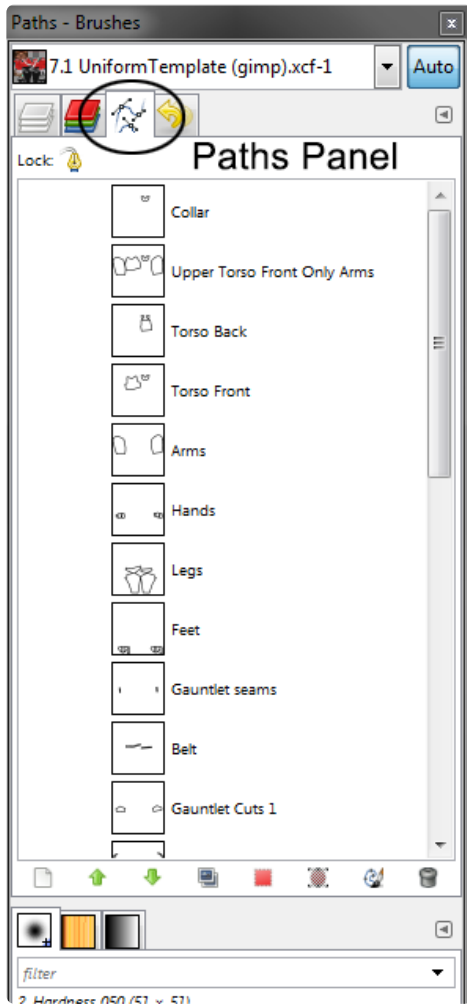 Paths - Brushes
7.1 UniformTemplate (gimp).xcf-1
Auto
Lock:
Paths Panel
Collar
Upper Torso Front Only Arms
Torso Back
Torso Front
Arms
Hands
Legs
Feet
Gauntlet seams
Belt
Gauntlet Cuts 1
filter
2. Hardness 050 (51 x 51)